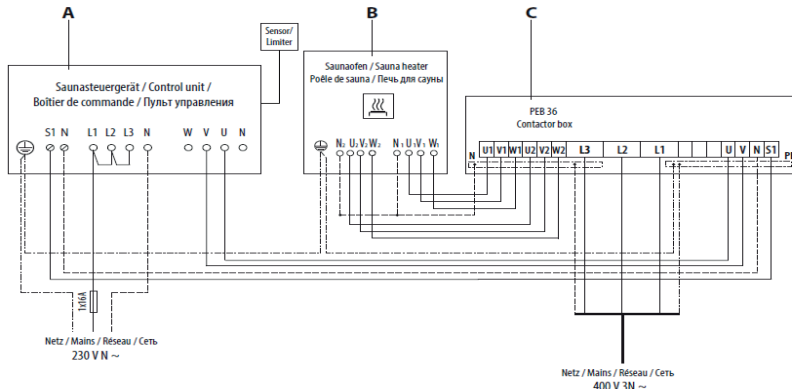 A
B
C
Sensor/
Limiter
Saunasteuergerät / Control unit /
Boîtier de commande / Пульт управления
S1 N L1 L2 L3 N W V U N
Saunaofen / Sauna heater
Poêle de sauna / Печь для сауны
N2 U2 V2 W2 N1 U1 V1 W1
PEB 36
Contactor box
N U1 V1 W1 U2 V2 W2 L3 L2 L1 U V N S1 PE
1x16A
Netz / Mains / Réseau / Сеть
230 V N ~
Netz / Mains / Réseau / Сеть
400 V 3N ~